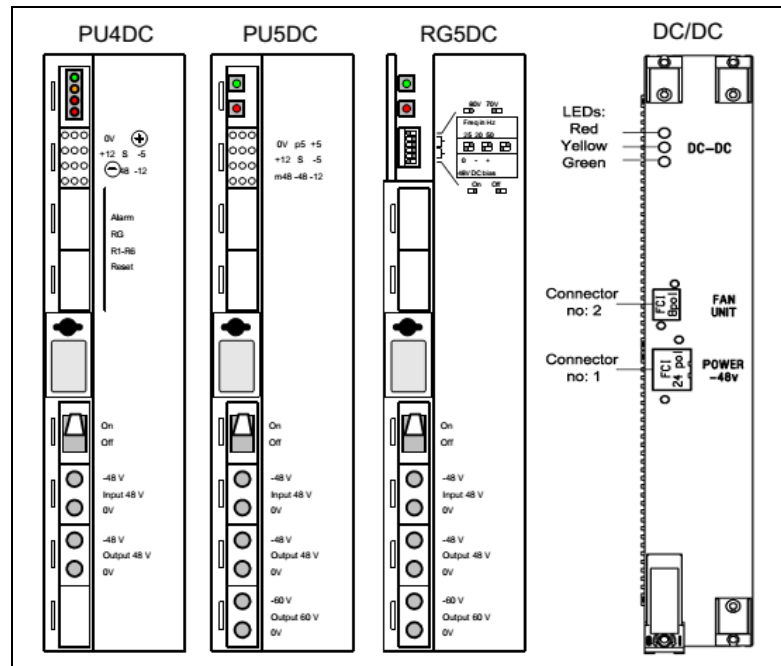 PU4DC
0V
+12 S -5
48 -12
Alarm
RG
R1-R6
Reset
On
Off
-48 V
Input 48 V
0V
-48 V
Output 48 V
0V
PU5DC
0V p5 +5
+12 S -5
m48 -48 -12
On
Off
-48 V
Input 48 V
0V
-48 V
Output 48 V
0V
-60 V
Output 60 V
0V
RG5DC
80V 70V
Freq in Hz
25 20 50
0 - +
48V DC bias
On Off
On
Off
-48 V
Input 48 V
0V
-48 V
Output 48 V
0V
-60 V
Output 60 V
0V
DC/DC
LEDs:
Red
Yellow
Green
DC-DC
Connector
no: 2
FCI
8pol
FAN
UNIT
Connector
no: 1
FCI
24 pol
POWER
-48v